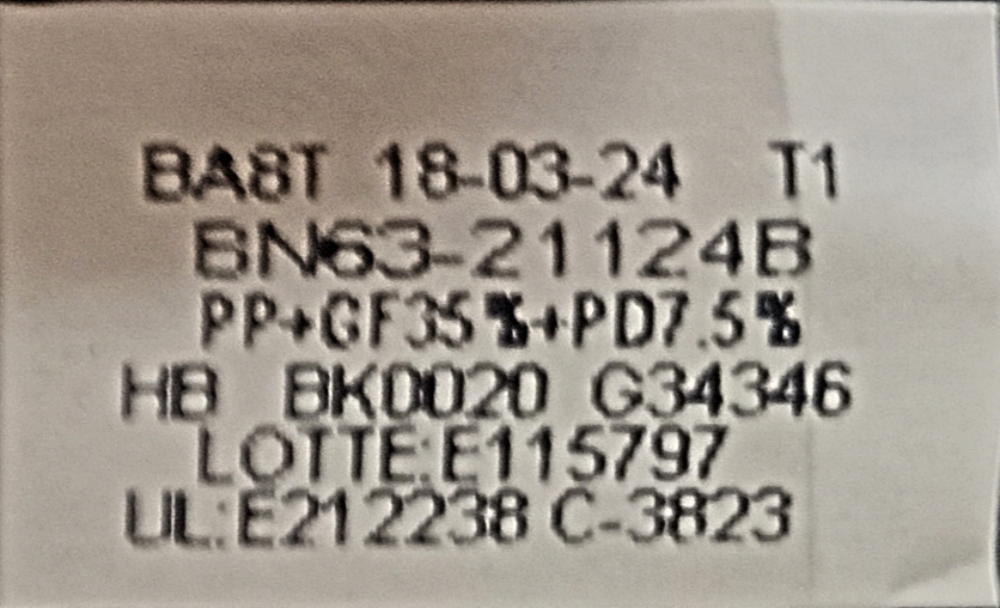 BA8T 18-03-24 T1
BN63-21124B
PP+GF35%+PD7.5%
HB BK0020 G34346
LOTTE:E115797
UL:E212238 C-3823